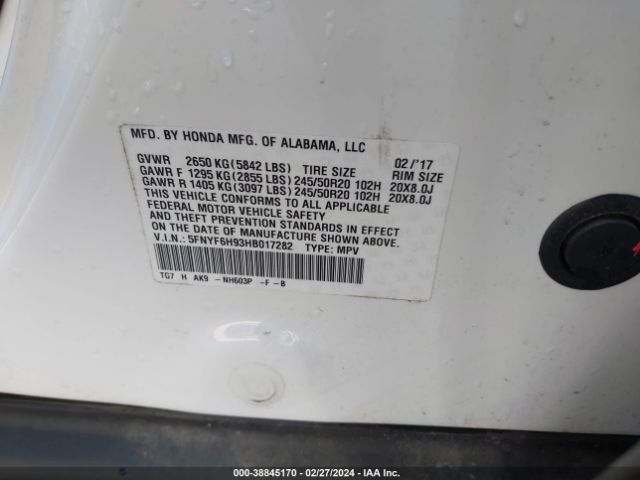 MFD. BY HONDA MFG. OF ALABAMA, LLC
GVWR 2650 KG(5842 LBS) TIRE SIZE 02/'17 RIM SIZE
GAWR F 1295 KG(2855 LBS)245/50R20 102H 20X8.0J
GAWR R 1405 KG(3097 LBS)245/50R20 102H 20X8.0J
THIS VEHICLE CONFORMS TO ALL APPLICABLE
FEDERAL MOTOR VEHICLE SAFETY
AND THEFT PREVENTION STANDARDS IN EFFECT
ON THE DATE OF MANUFACTURE SHOWN ABOVE.
V.I.N.: 5FNYF6H93HB017282 TYPE: MPV
TG7 H AK9 - NH603P -F - B
000-38845170 - 02/27/2024 - IAA Inc.